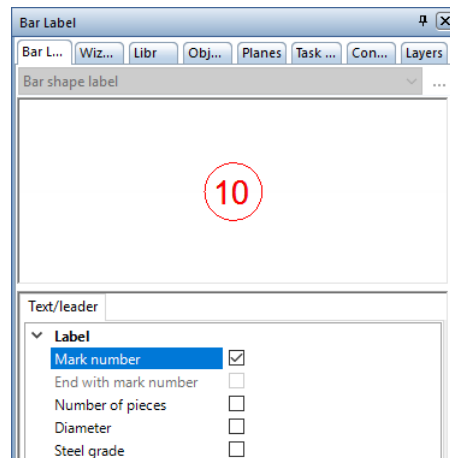 Bar Label
Bar L... Wiz... Libr Obj... Planes Task ... Con... Layers
Bar shape label ...
10
Text/leader
Label
Mark number
End with mark number
Number of pieces
Diameter
Steel grade